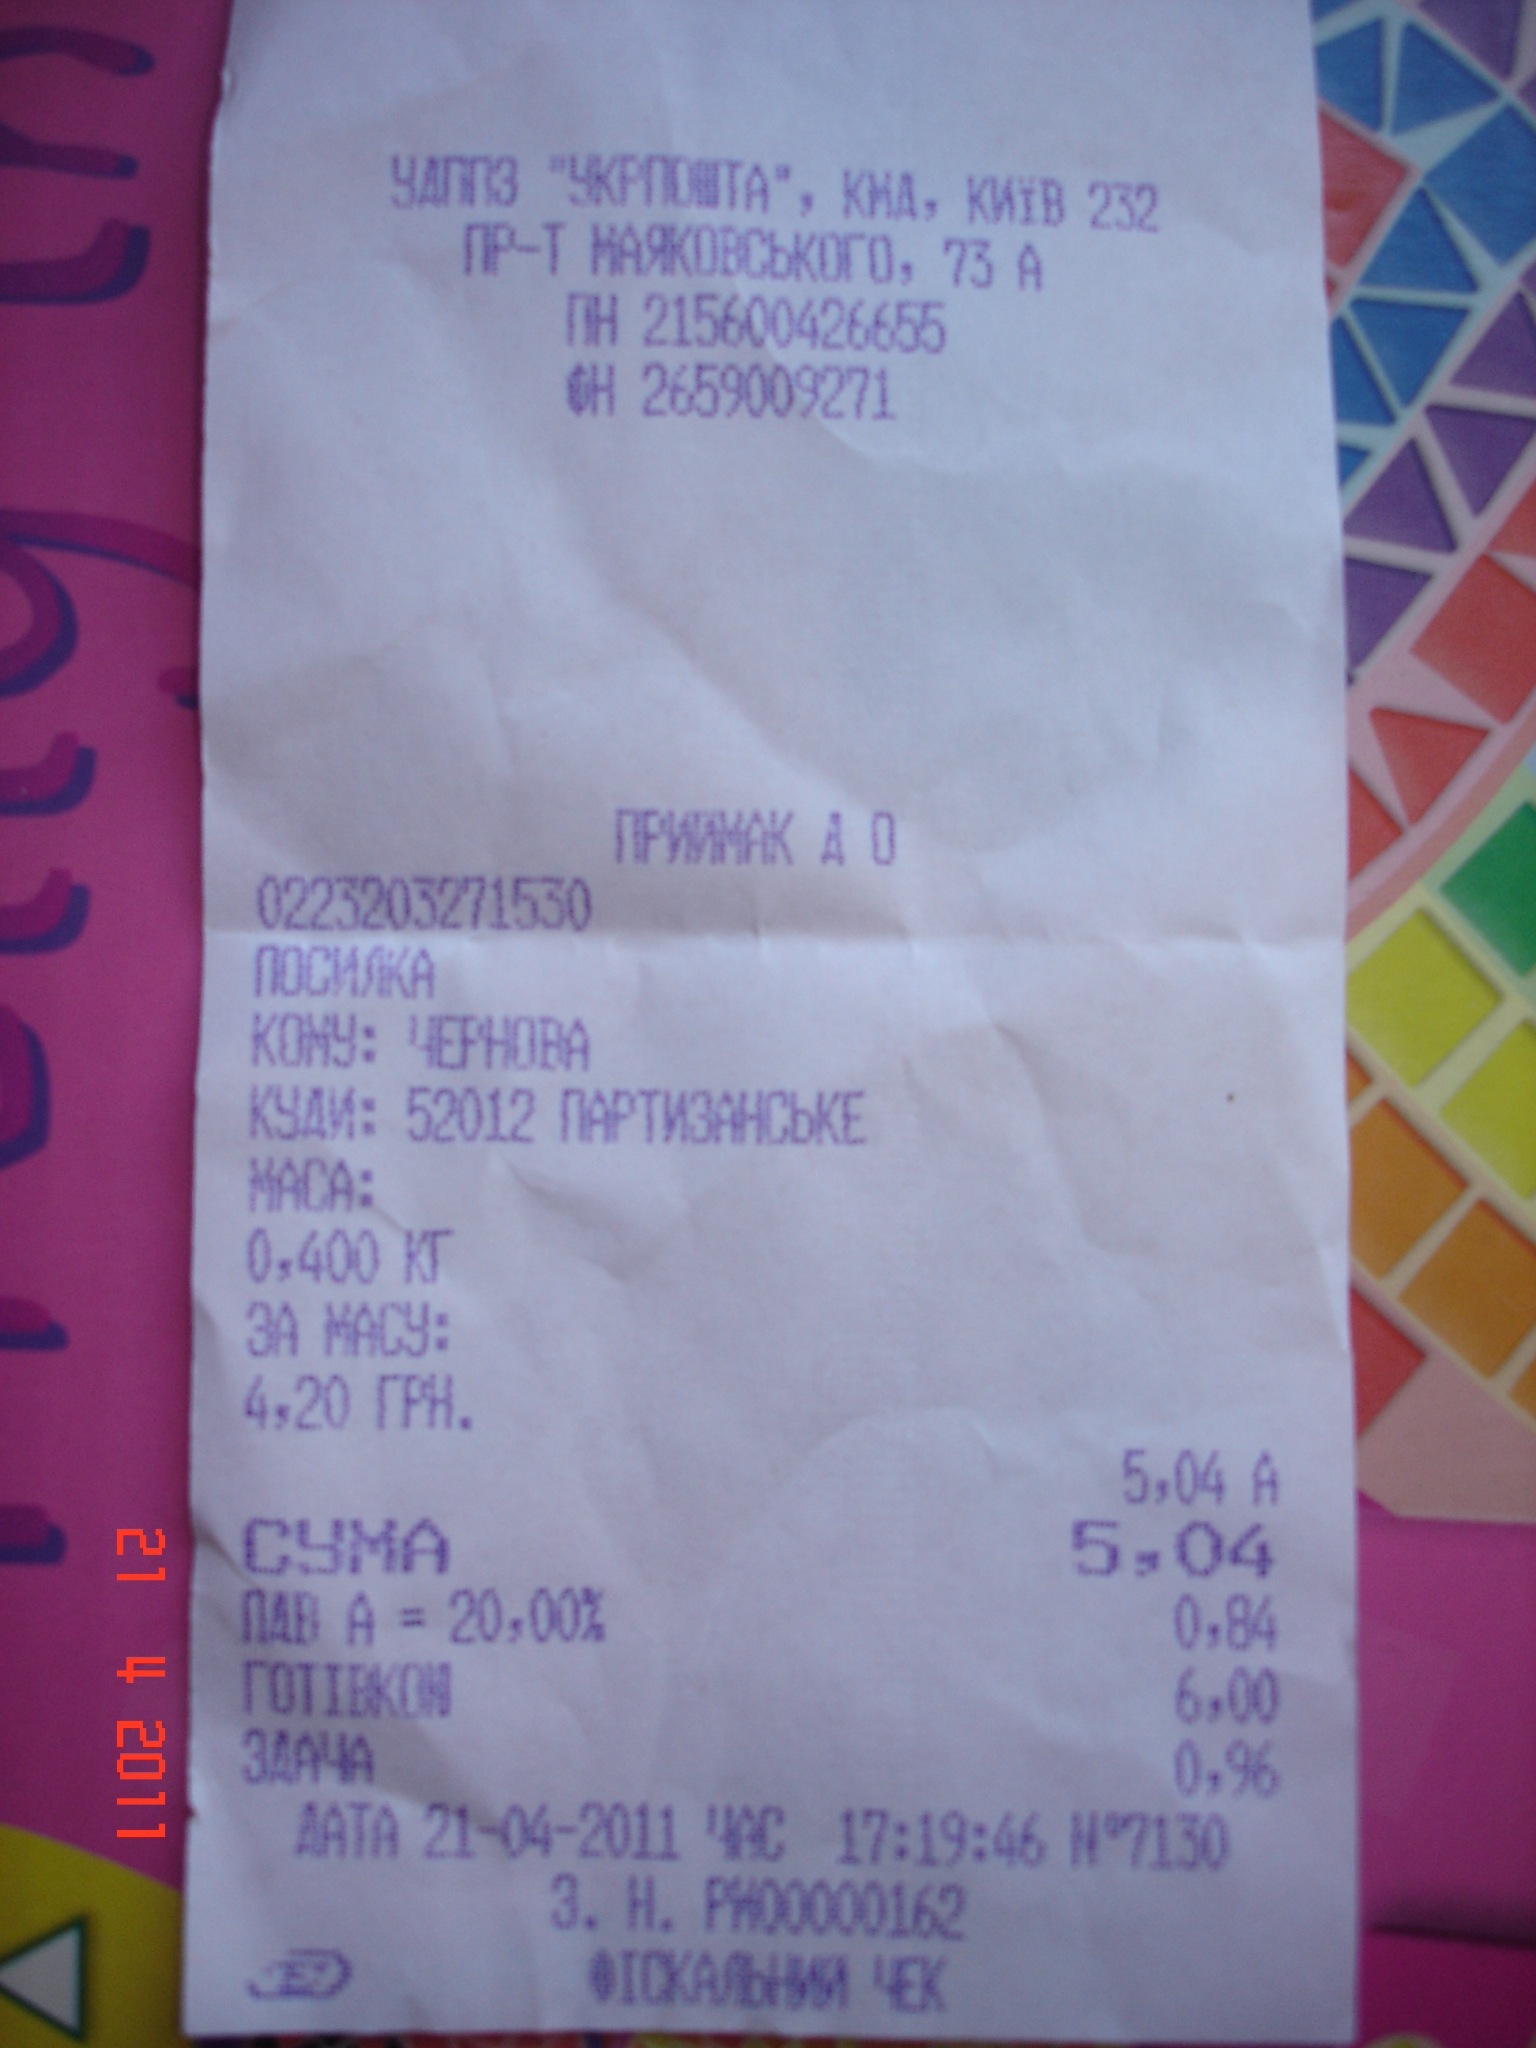 УДППЗ "УКРПОШТА", КМД, КИЇВ 232
ПР-Т МАЯКОВСЬКОГО, 73 А
ПН 215600426655
ФН 2659009271
ПРИЙМАК Д О
0223203271530
ПОСИЛКА
КОМУ: ЧЕРНОВА
КУДИ: 52012 ПАРТИЗАНСЬКЕ
МАСА:
0,400 КГ
ЗА МАСУ:
4,20 ГРН.
5,04 А
СУМА 5,04
ПДВ А = 20,00% 0,84
ГОТІВКОЮ 6,00
ЗДАЧА 0,96
ДАТА 21-04-2011 ЧАС 17:19:46 №7130
З. Н. РИ00000162
ФІСКАЛЬНИЙ ЧЕК
21 4 2011